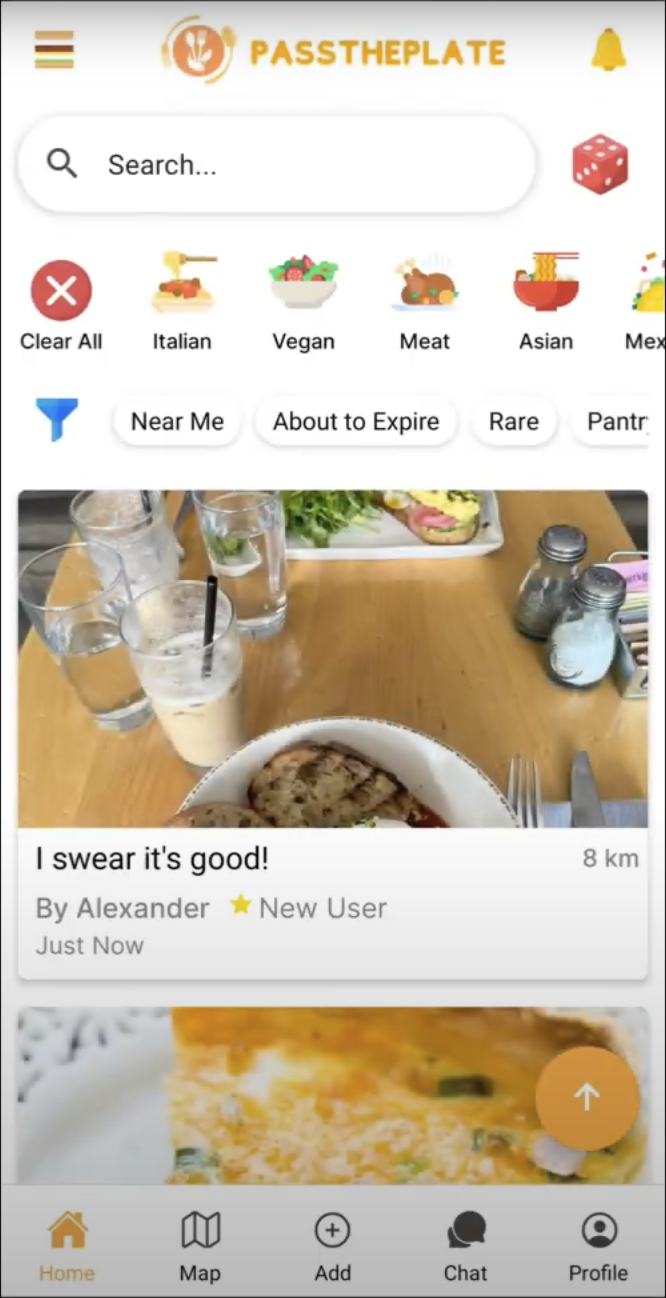 PASSTHEPLATE
Search...
Clear All Italian Vegan Meat Asian Mex
Near Me About to Expire Rare Pantr
I swear it's good! 8 km
By Alexander New User
Just Now
Home Map Add Chat Profile